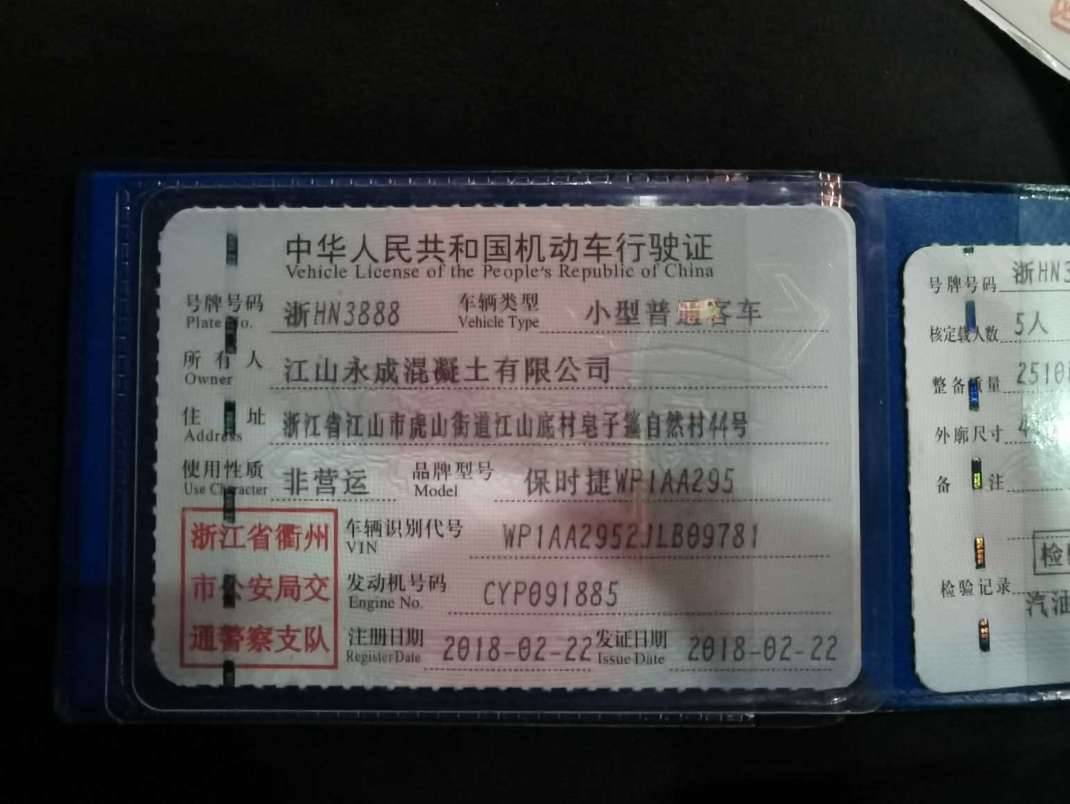 中华人民共和国机动车行驶证
Vehicle License of the People's Republic of China
号牌号码 浙HN3888 车辆类型 小型普通客车
Plate No. Vehicle Type
所有人 江山永成混凝土有限公司
Owner
住址 浙江省江山市虎山街道江山底村皂子篷自然村44号
Address
使用性质 非营运 品牌型号 保时捷WP1AA295
Use Character Model
车辆识别代号 WP1AA2952JLB09781
VIN
发动机号码 CYP091885
Engine No.
注册日期 2018-02-22 发证日期 2018-02-22
Register Date Issue Date
浙江省衢州
市公安局交
通警察支队
号牌号码 浙HN3
核定载人数 5人
整备质量 2510
外廓尺寸 4
备注
检验记录
检
汽油